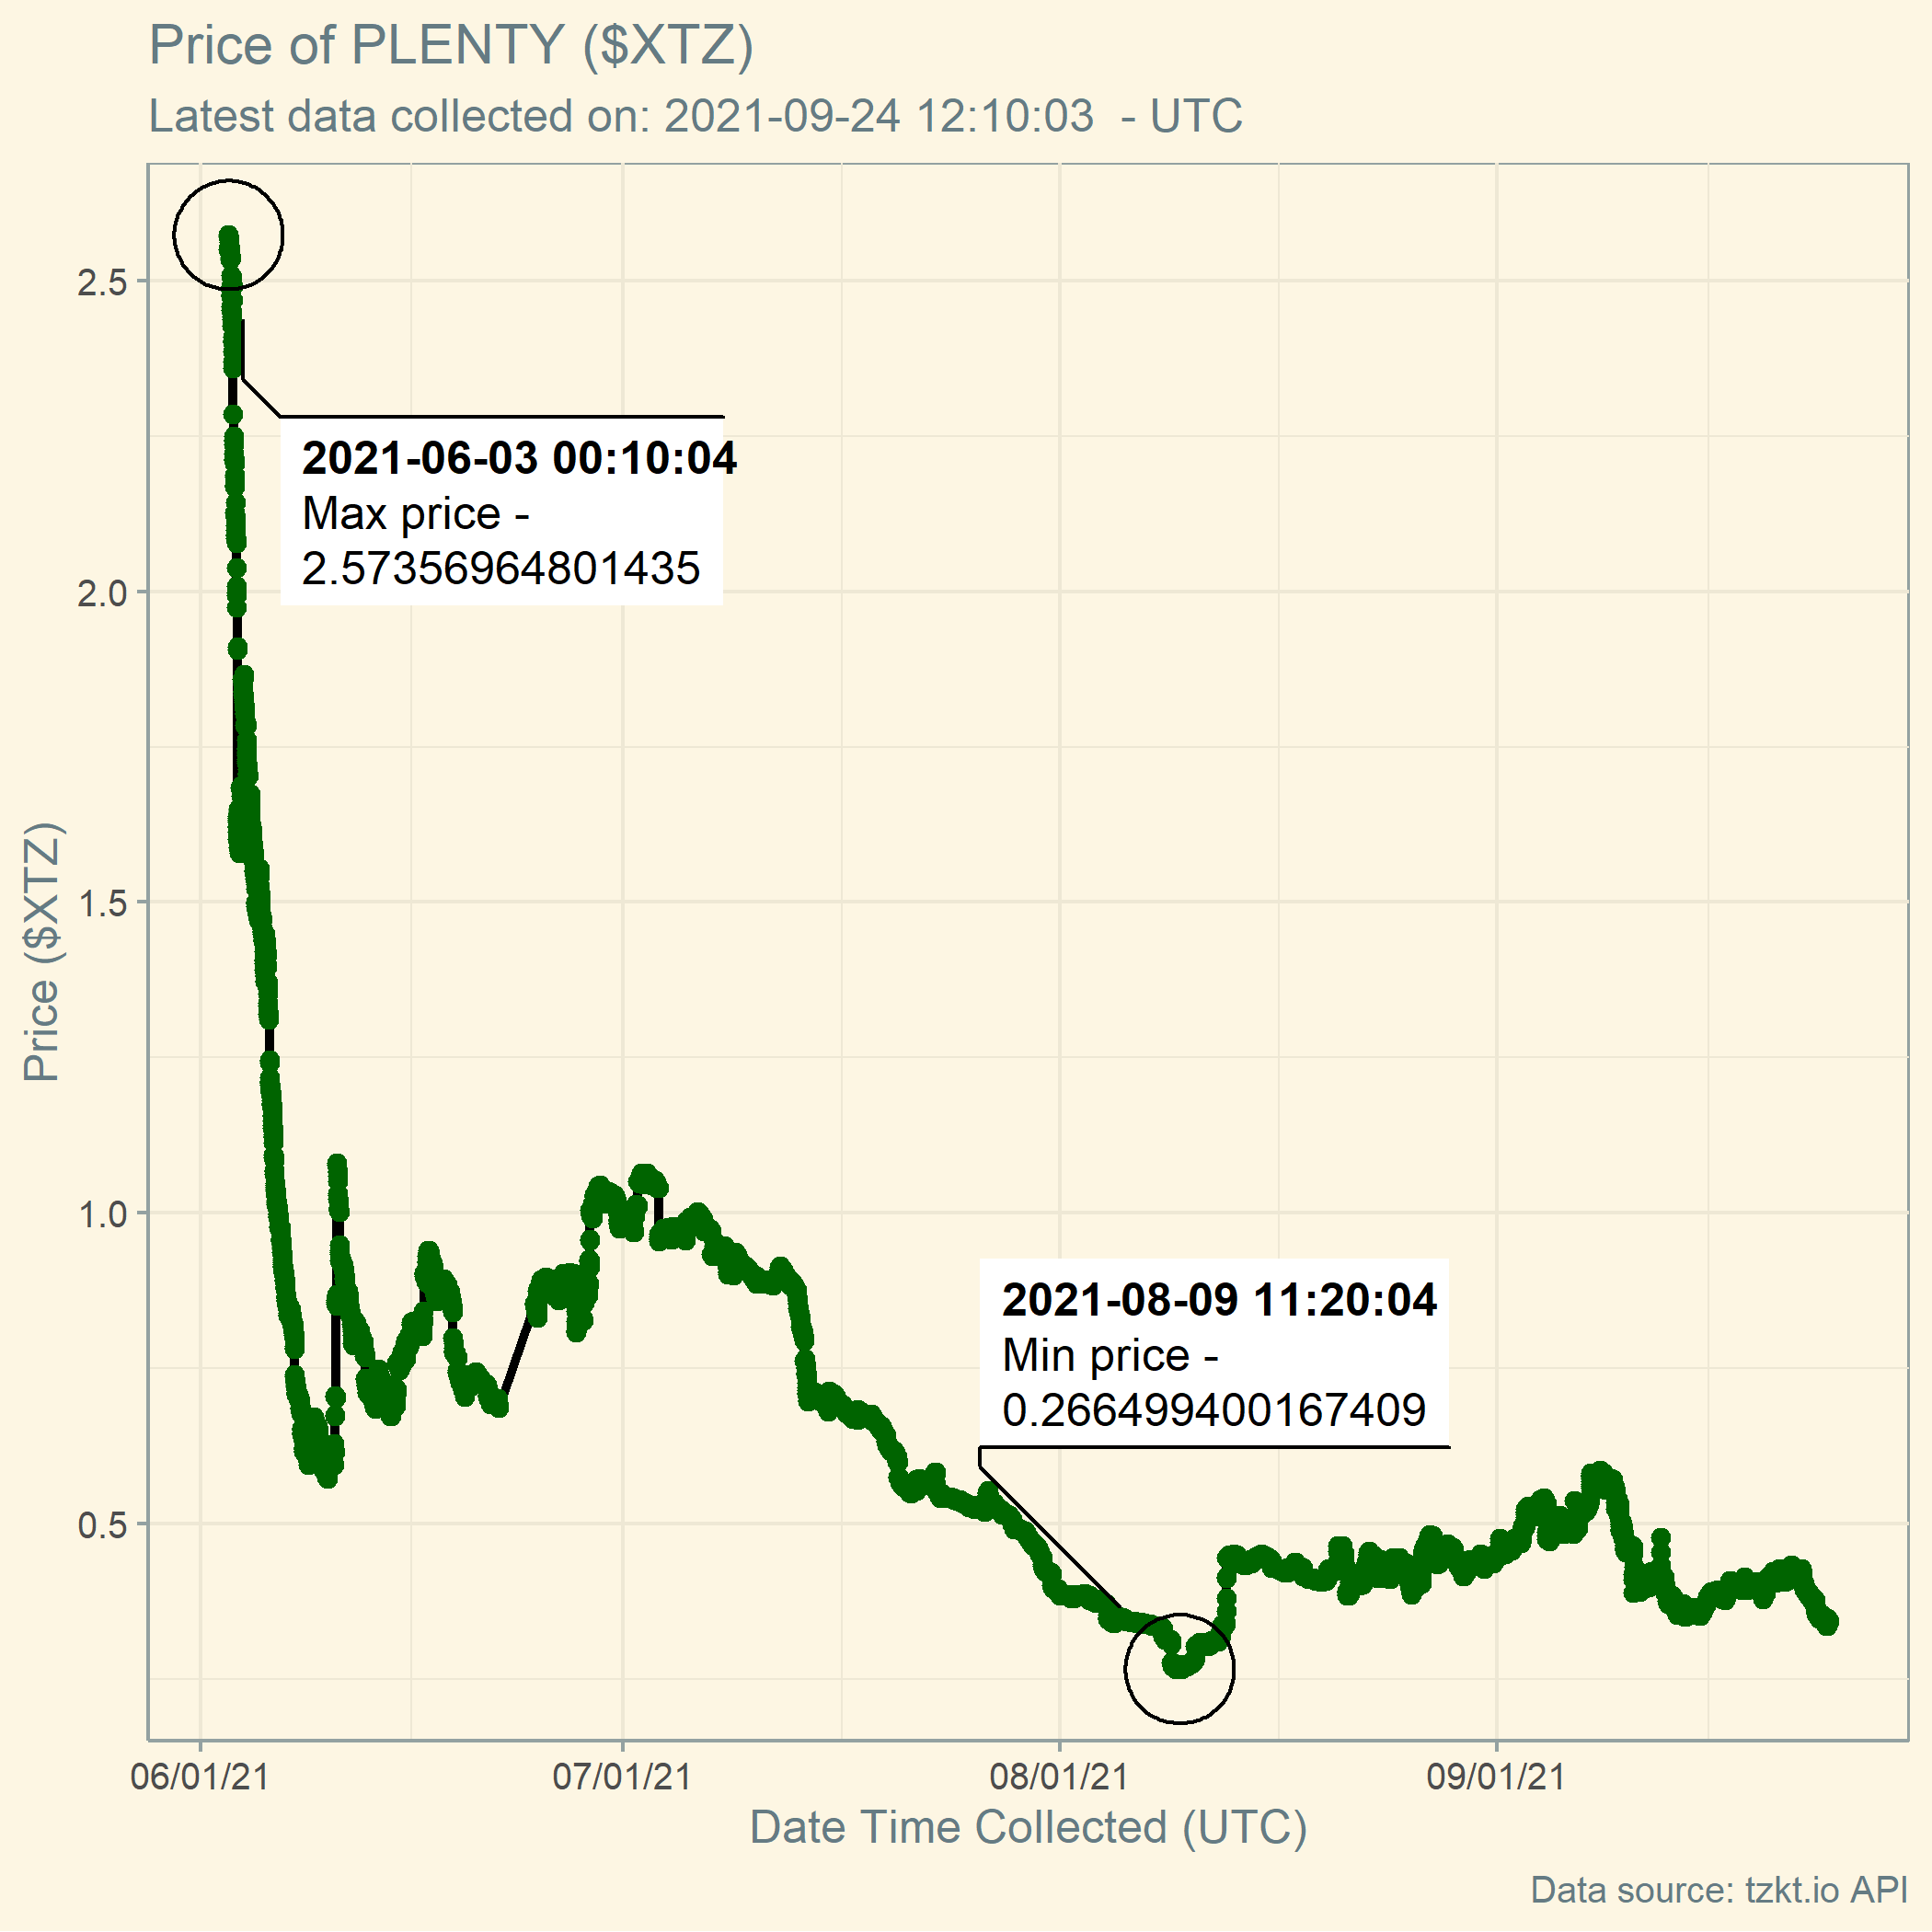 Price of PLENTY ($XTZ)
Latest data collected on: 2021-09-24 12:10:03  - UTC
Price ($XTZ)
2.5
2.0
1.5
1.0
0.5
2021-06-03 00:10:04
Max price -
2.57356964801435
2021-08-09 11:20:04
Min price -
0.266499400167409
06/01/21
07/01/21
08/01/21
09/01/21
Date Time Collected (UTC)
Data source: tzkt.io API